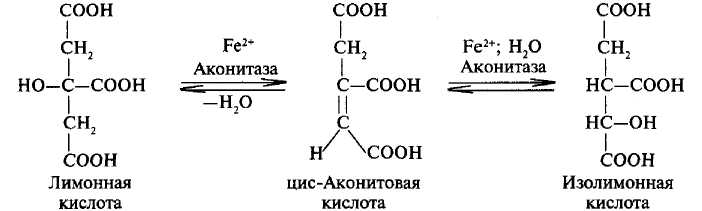 COOH
CH₂
HO–C–COOH
CH₂
COOH
Лимонная
кислота
Fe²⁺
Аконитаза
–H₂O
COOH
CH₂
C–COOH
C
H COOH
цис-Аконитовая
кислота
Fe²⁺; H₂O
Аконитаза
COOH
CH₂
HC–COOH
HC–OH
COOH
Изолимонная
кислота